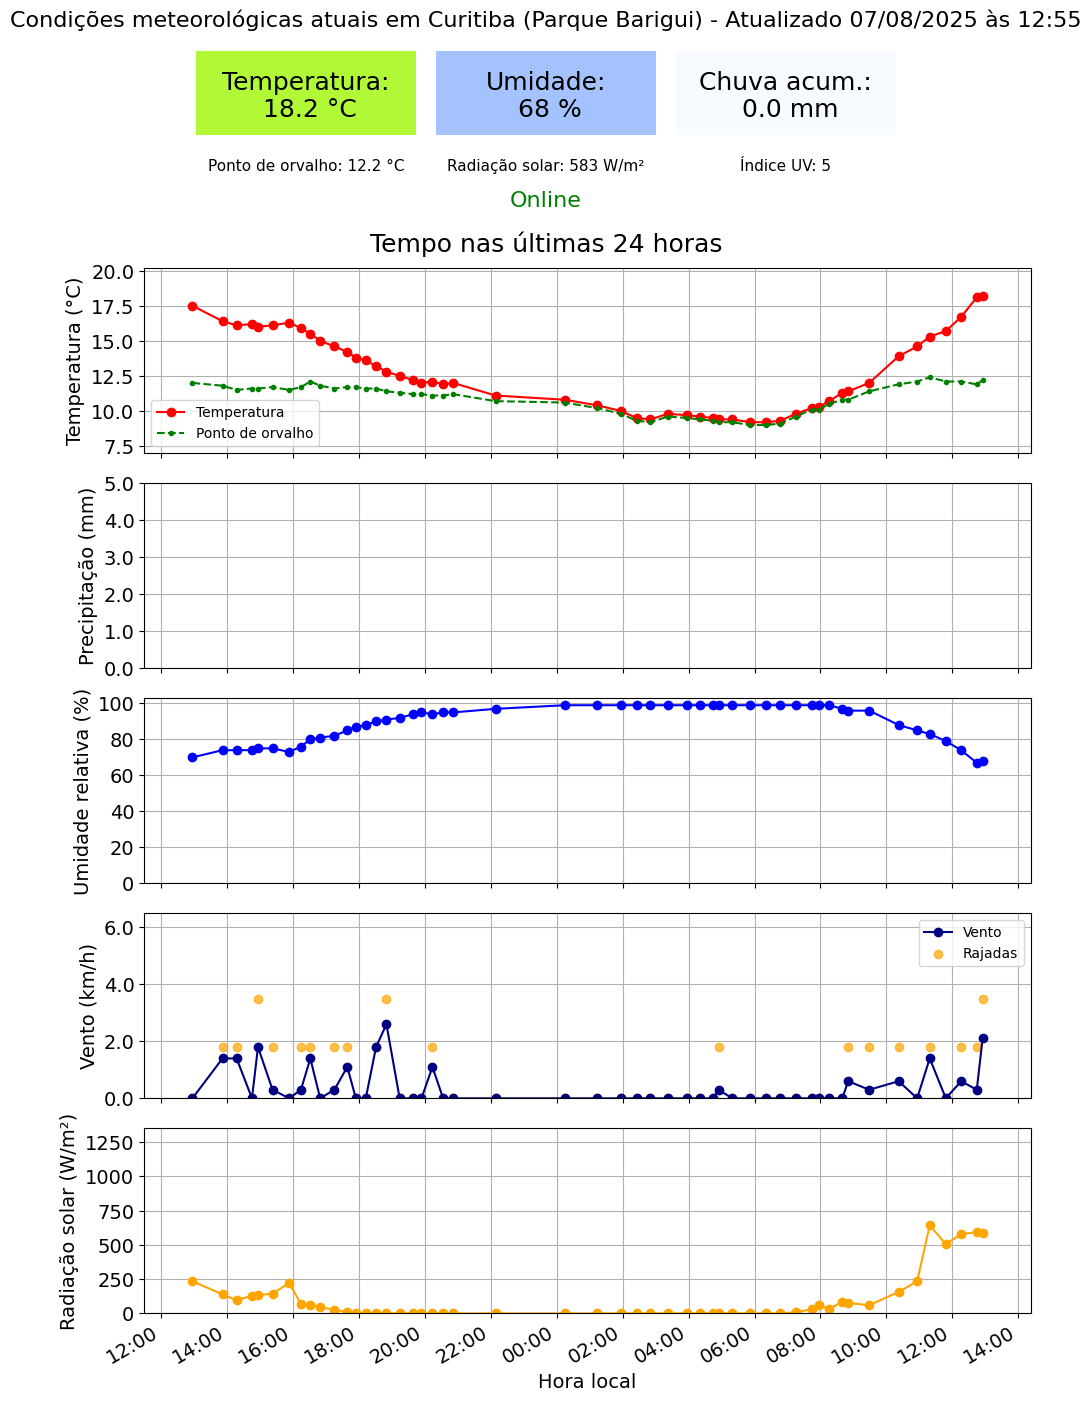 Condições meteorológicas atuais em Curitiba (Parque Barigui) - Atualizado 07/08/2025 às 12:55
Temperatura:
18.2 °C
Umidade:
68 %
Chuva acum.:
0.0 mm
Ponto de orvalho: 12.2 °C
Radiação solar: 583 W/m²
Índice UV: 5
Online
Tempo nas últimas 24 horas
Temperatura (°C)
20.0
17.5
15.0
12.5
10.0
7.5
Temperatura
Ponto de orvalho
Precipitação (mm)
5.0
4.0
3.0
2.0
1.0
0.0
Umidade relativa (%)
100
80
60
40
20
0
Vento (km/h)
6.0
4.0
2.0
0.0
Vento
Rajadas
Radiação solar (W/m²)
1250
1000
750
500
250
0
12:00
14:00
16:00
18:00
20:00
22:00
00:00
02:00
04:00
06:00
08:00
10:00
12:00
14:00
Hora local